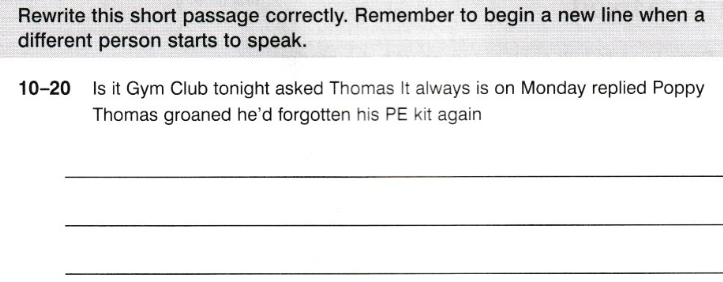 Rewrite this short passage correctly. Remember to begin a new line when a
different person starts to speak.
10–20 Is it Gym Club tonight asked Thomas It always is on Monday replied Poppy
Thomas groaned he'd forgotten his PE kit again